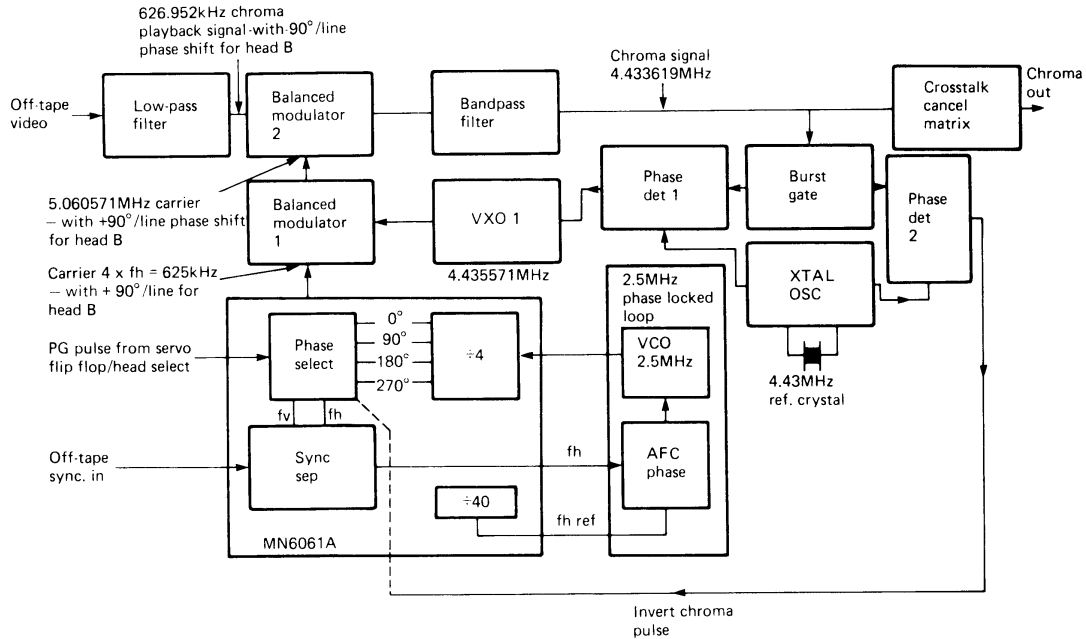 626.952kHz chroma
playback signal-with-90°/line
phase shift for head B
Off-tape
video
Low-pass
filter
Balanced
modulator
2
Bandpass
filter
Chroma signal
4.433619MHz
Crosstalk
cancel
matrix
Chroma
out
5.060571MHz carrier
– with +90°/line phase shift
for head B
Balanced
modulator
1
VXO 1
4.435571MHz
Phase
det 1
Burst
gate
Phase
det
2
Carrier 4 x fh = 625kHz
– with + 90°/line for
head B
XTAL
OSC
4.43MHz
ref. crystal
2.5MHz
phase locked
loop
VCO
2.5MHz
PG pulse from servo
flip flop/head select
Phase
select
0°
90°
180°
270°
÷4
fv
fh
Off-tape
sync. in
Sync
sep
fh
AFC
phase
÷40
fh ref
MN6061A
Invert chroma
pulse